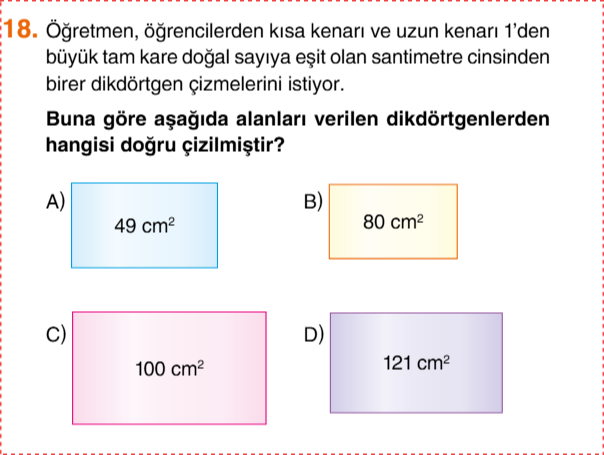 18. Öğretmen, öğrencilerden kısa kenarı ve uzun kenarı 1’den
büyük tam kare doğal sayıya eşit olan santimetre cinsinden
birer dikdörtgen çizmelerini istiyor.
Buna göre aşağıda alanları verilen dikdörtgenlerden
hangisi doğru çizilmiştir?
A) 49 cm² B) 80 cm²
C) 100 cm² D) 121 cm²